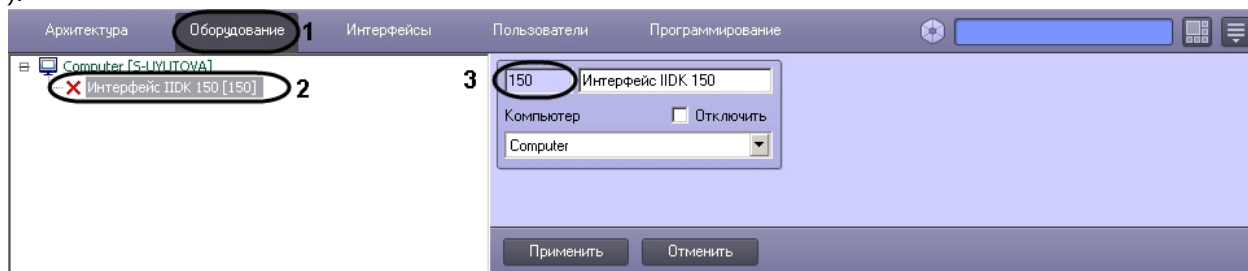 ).
Архитектура Оборудование 1 Интерфейсы Пользователи Программирование
Computer [S-LIYUTOVA]
Интерфейс IIDK 150 [150] 2
3 150 Интерфейс IIDK 150
Компьютер Отключить
Computer
Применить Отменить